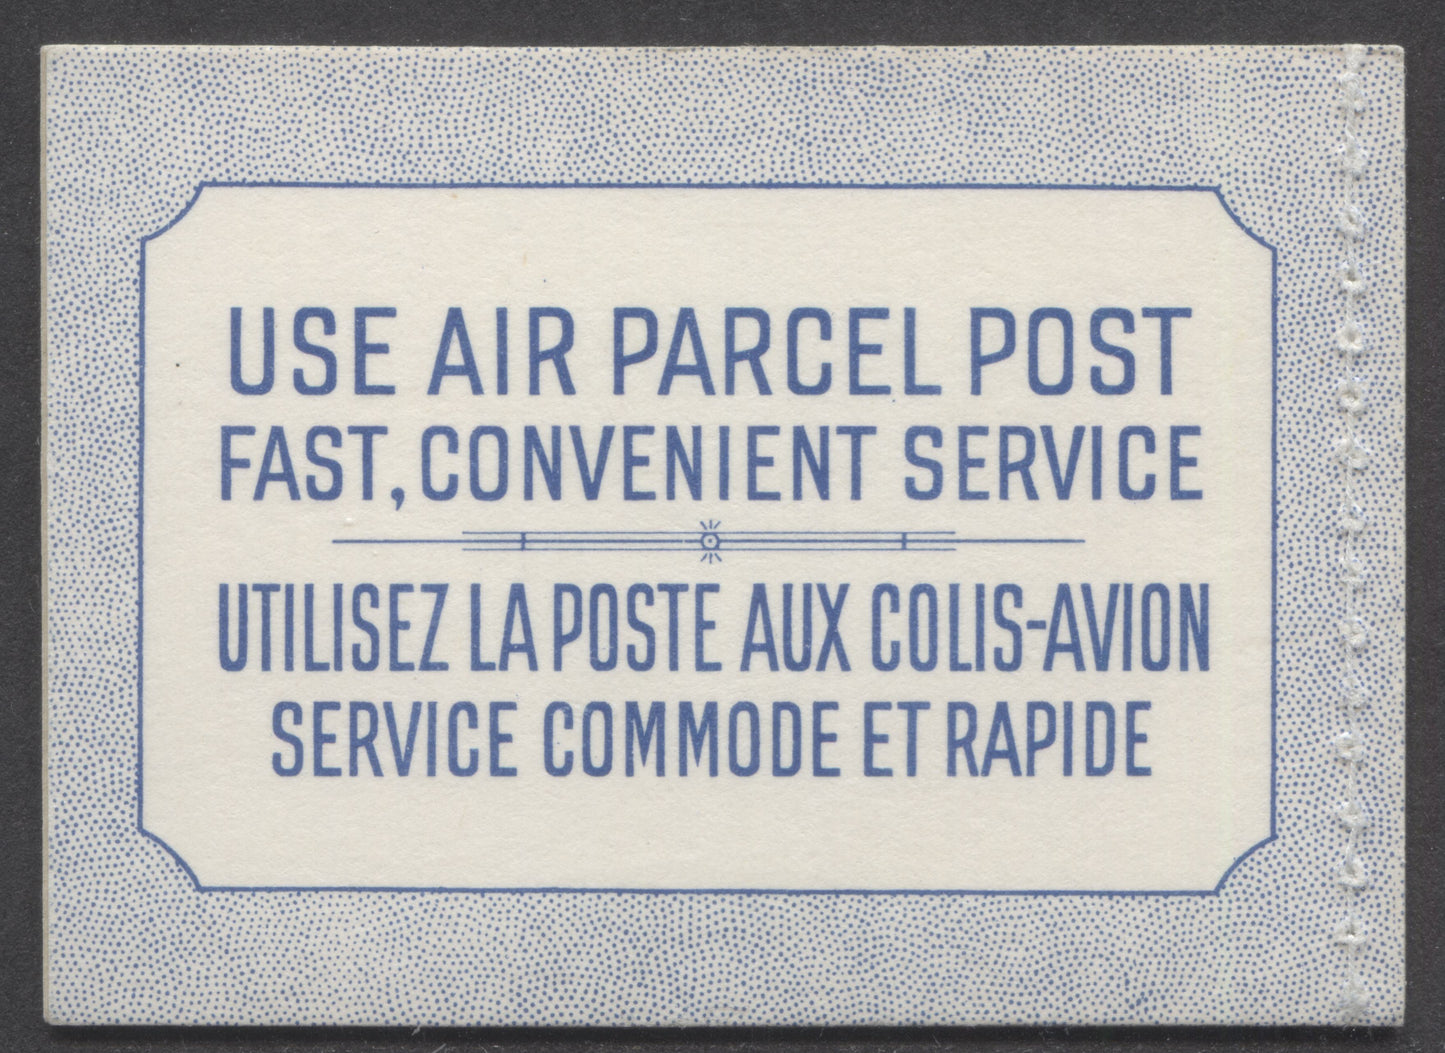 USE AIR PARCEL POST
FAST, CONVENIENT SERVICE
UTILISEZ LA POSTE AUX COLIS-AVION
SERVICE COMMODE ET RAPIDE